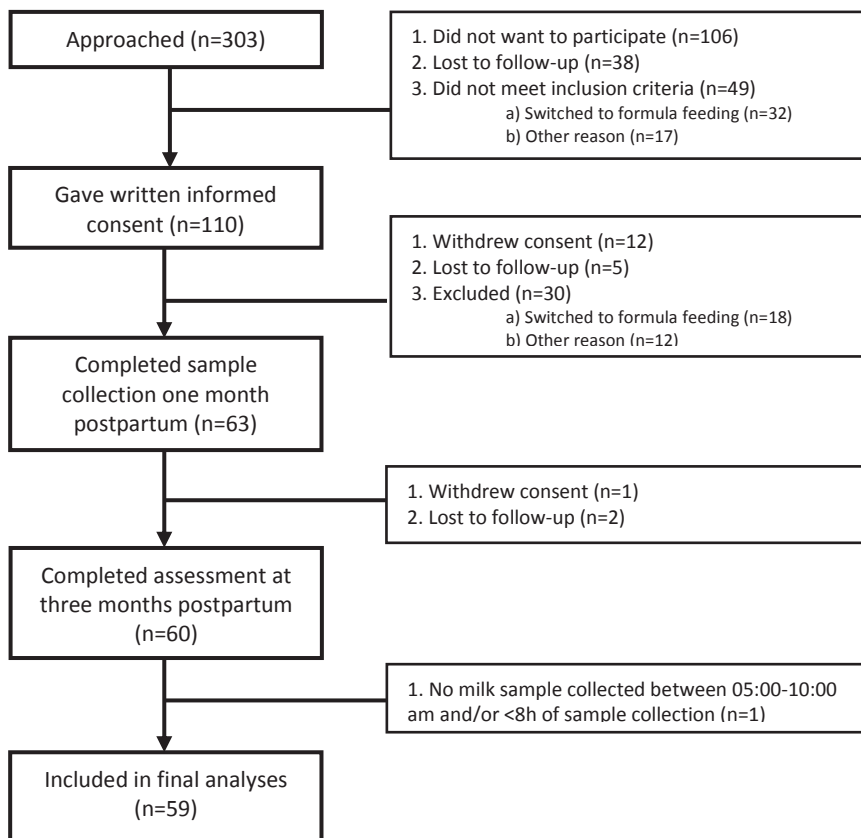 Approached (n=303)
1. Did not want to participate (n=106)
2. Lost to follow-up (n=38)
3. Did not meet inclusion criteria (n=49)
a) Switched to formula feeding (n=32)
b) Other reason (n=17)
Gave written informed
consent (n=110)
1. Withdrew consent (n=12)
2. Lost to follow-up (n=5)
3. Excluded (n=30)
a) Switched to formula feeding (n=18)
b) Other reason (n=12)
Completed sample
collection one month
postpartum (n=63)
1. Withdrew consent (n=1)
2. Lost to follow-up (n=2)
Completed assessment at
three months postpartum
(n=60)
1. No milk sample collected between 05:00-10:00
am and/or <8h of sample collection (n=1)
Included in final analyses
(n=59)